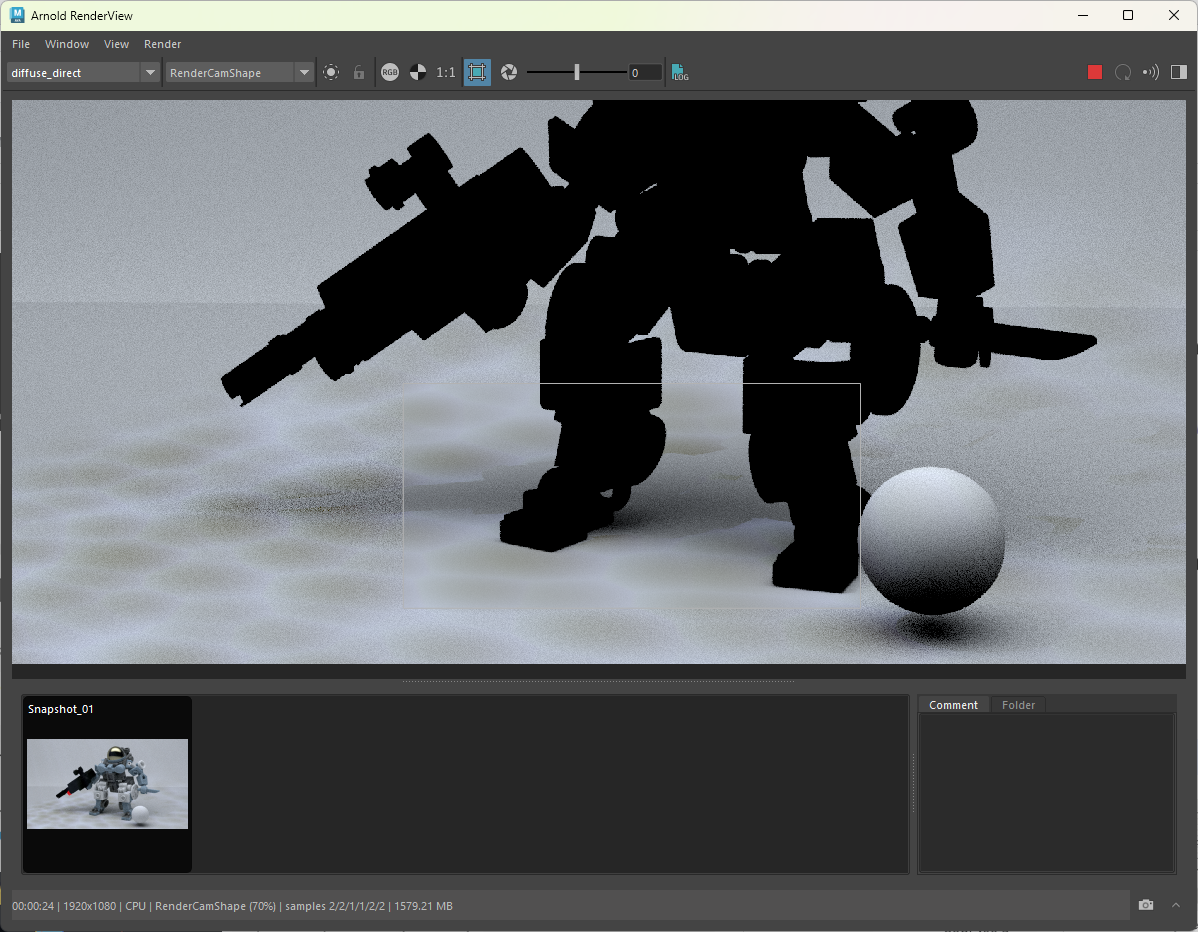 Arnold RenderView
File Window View Render
diffuse_direct RenderCamShape RGB 1:1 0 LOG
Snapshot_01
Comment Folder
00:00:24 | 1920x1080 | CPU | RenderCamShape (70%) | samples 2/2/1/1/2/2 | 1579.21 MB